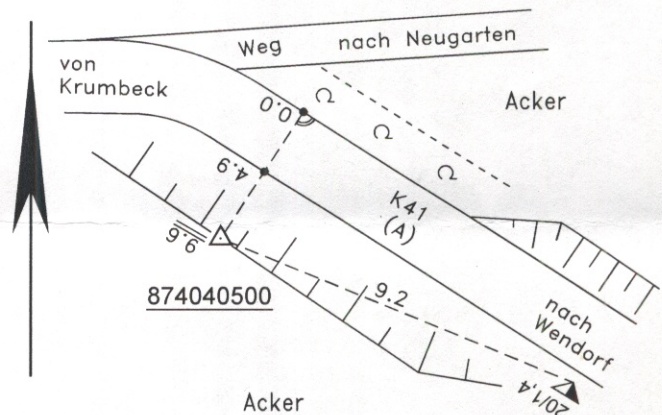 Weg nach Neugarten
von
Krumbeck
Acker
0.0
4.9
K41
(A)
9.6
874040500
9.2
nach
Wendorf
20/1,4
Acker